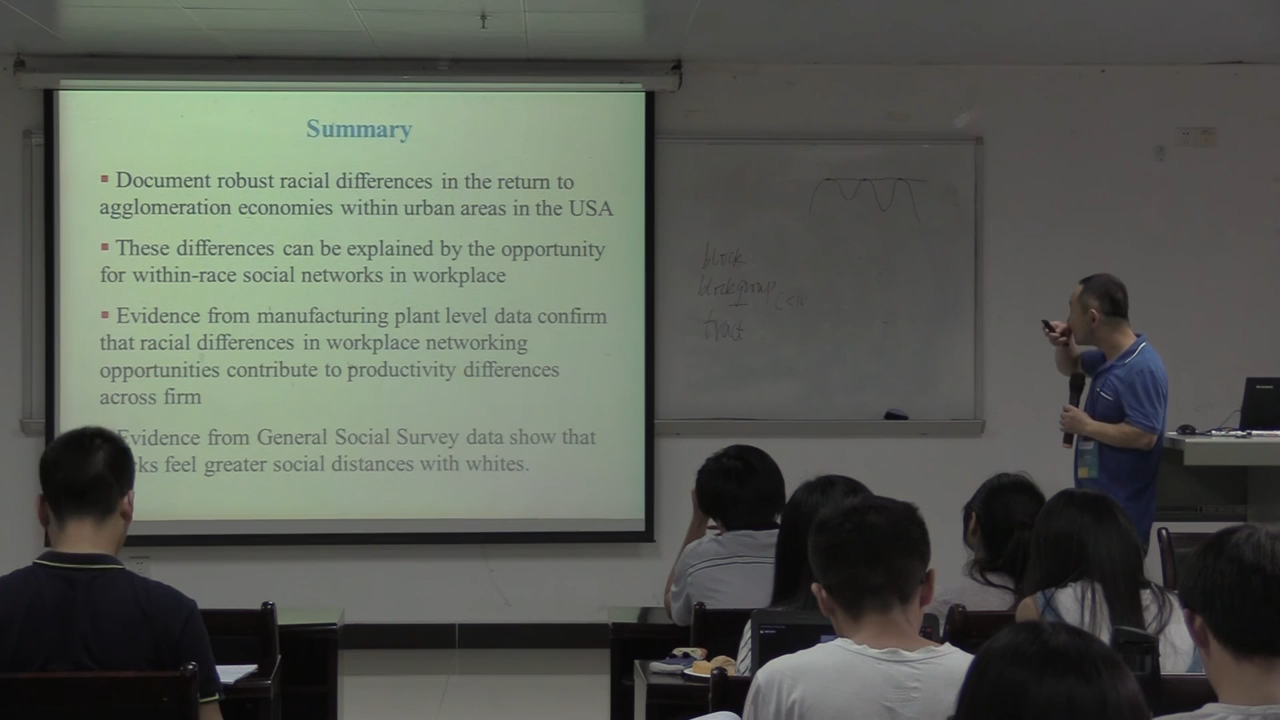 Summary
Document robust racial differences in the return to
agglomeration economies within urban areas in the USA
These differences can be explained by the opportunity
for within-race social networks in workplace
Evidence from manufacturing plant level data confirm
that racial differences in workplace networking
opportunities contribute to productivity differences
across firm
Evidence from General Social Survey data show that
feel greater social distances with whites.
block
blockgroup
tract